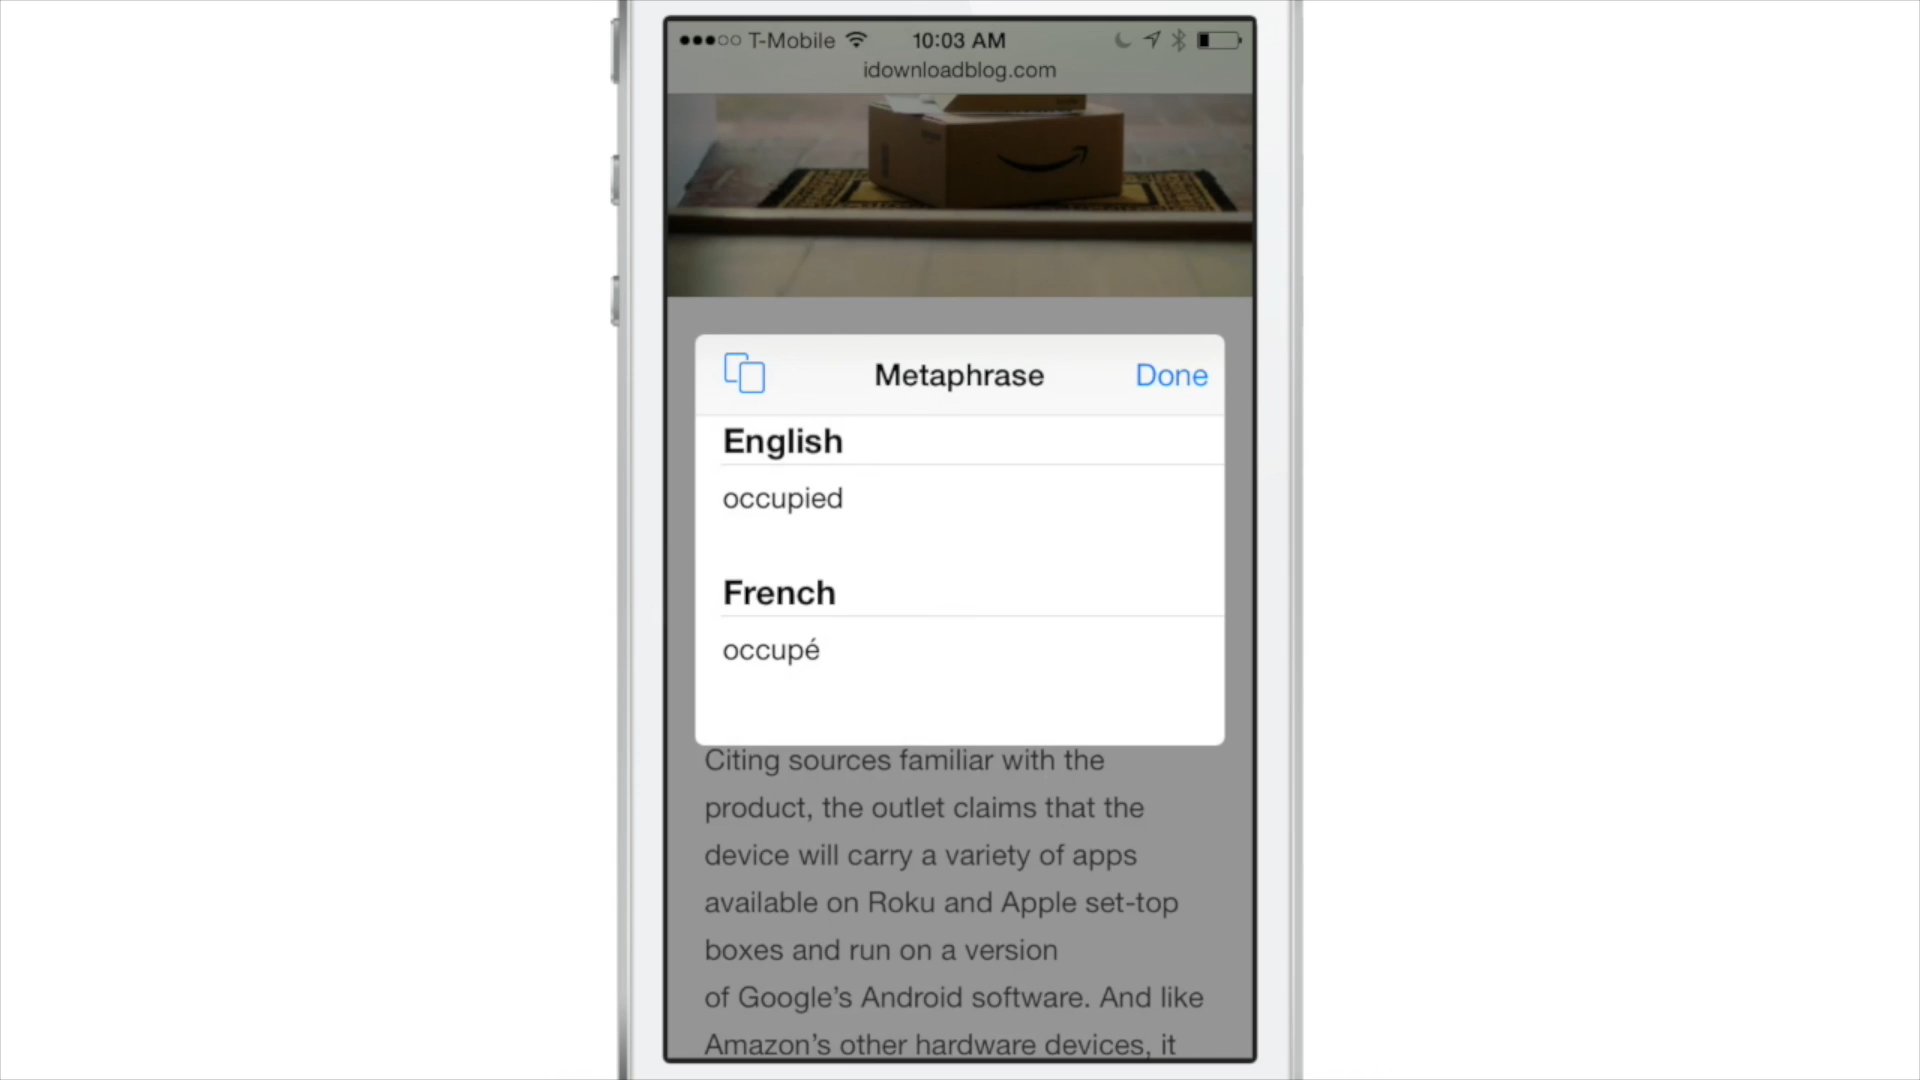 T-Mobile 10:03 AM
idownloadblog.com
Metaphrase Done
English
occupied
French
occupé
Citing sources familiar with the
product, the outlet claims that the
device will carry a variety of apps
available on Roku and Apple set-top
boxes and run on a version
of Google’s Android software. And like
Amazon’s other hardware devices, it